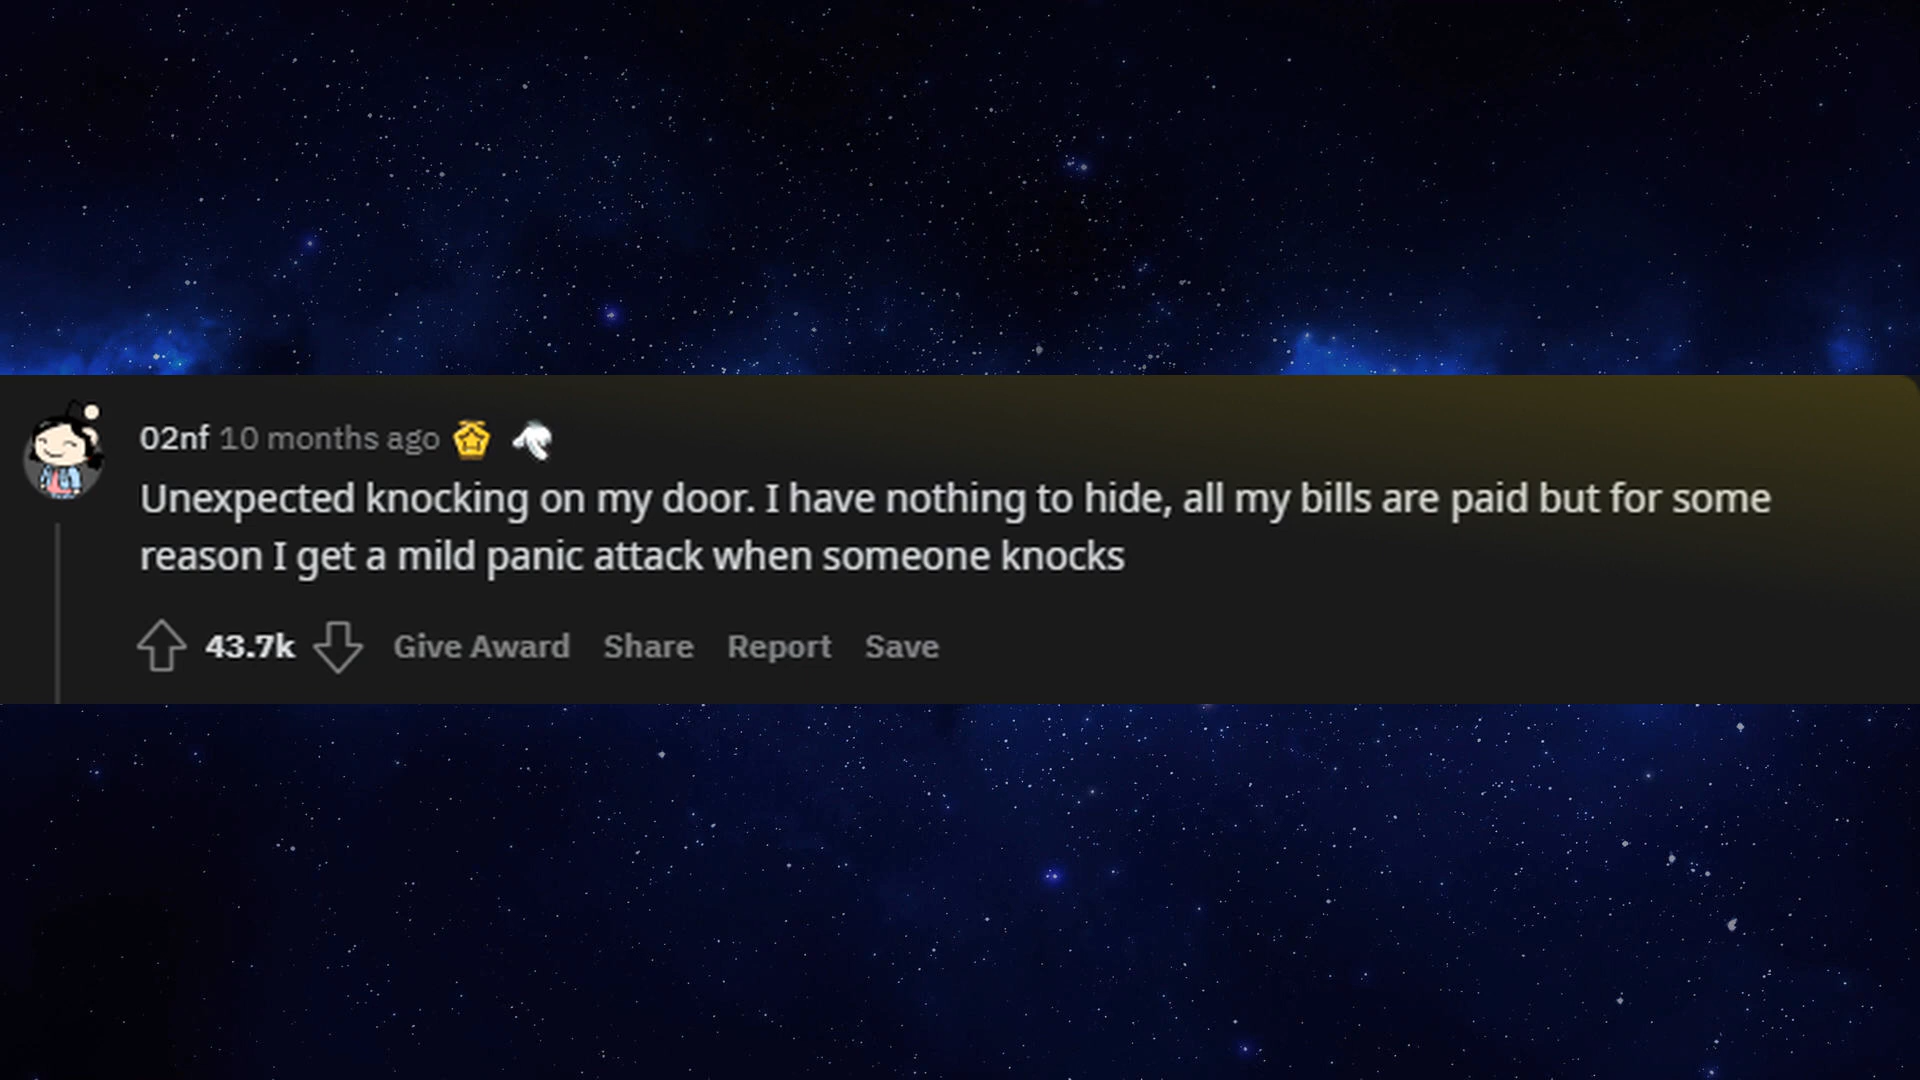 02nf 10 months ago
Unexpected knocking on my door. I have nothing to hide, all my bills are paid but for some
reason I get a mild panic attack when someone knocks
43.7k Give Award Share Report Save